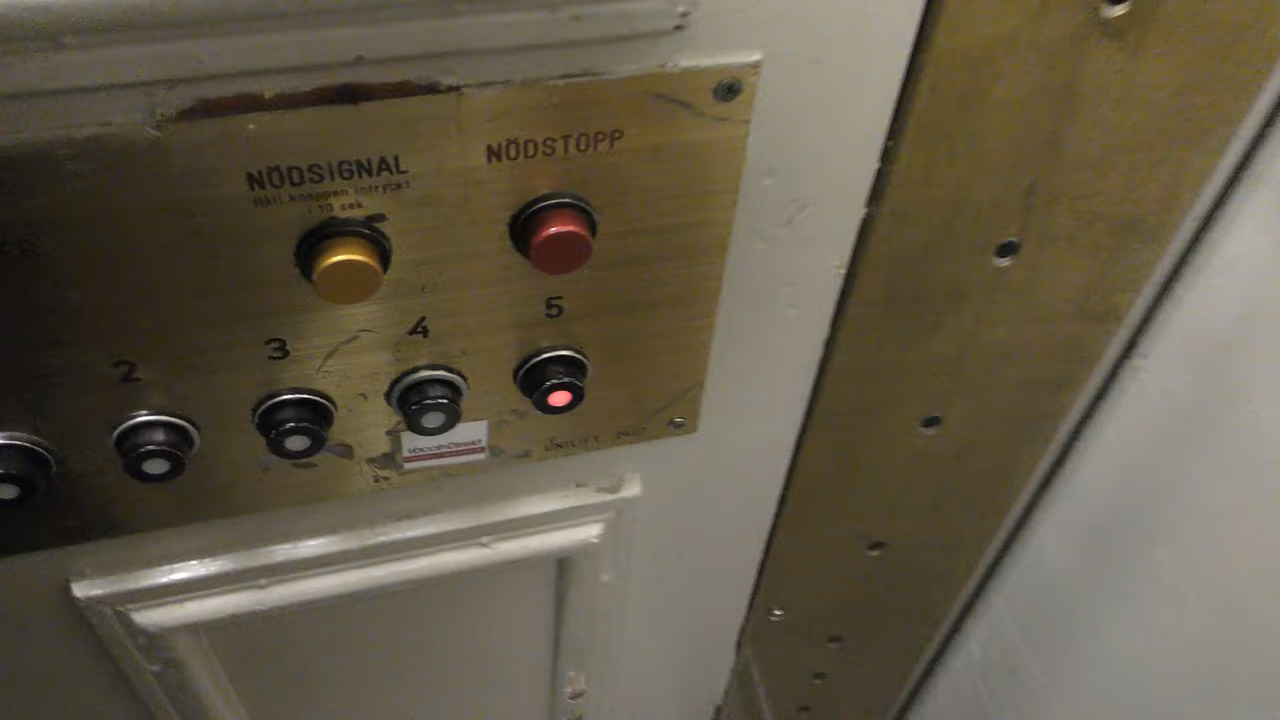 NÖDSIGNAL
Håll knappen intryckt
10 sek.
NÖDSTOPP
2
3
4
5